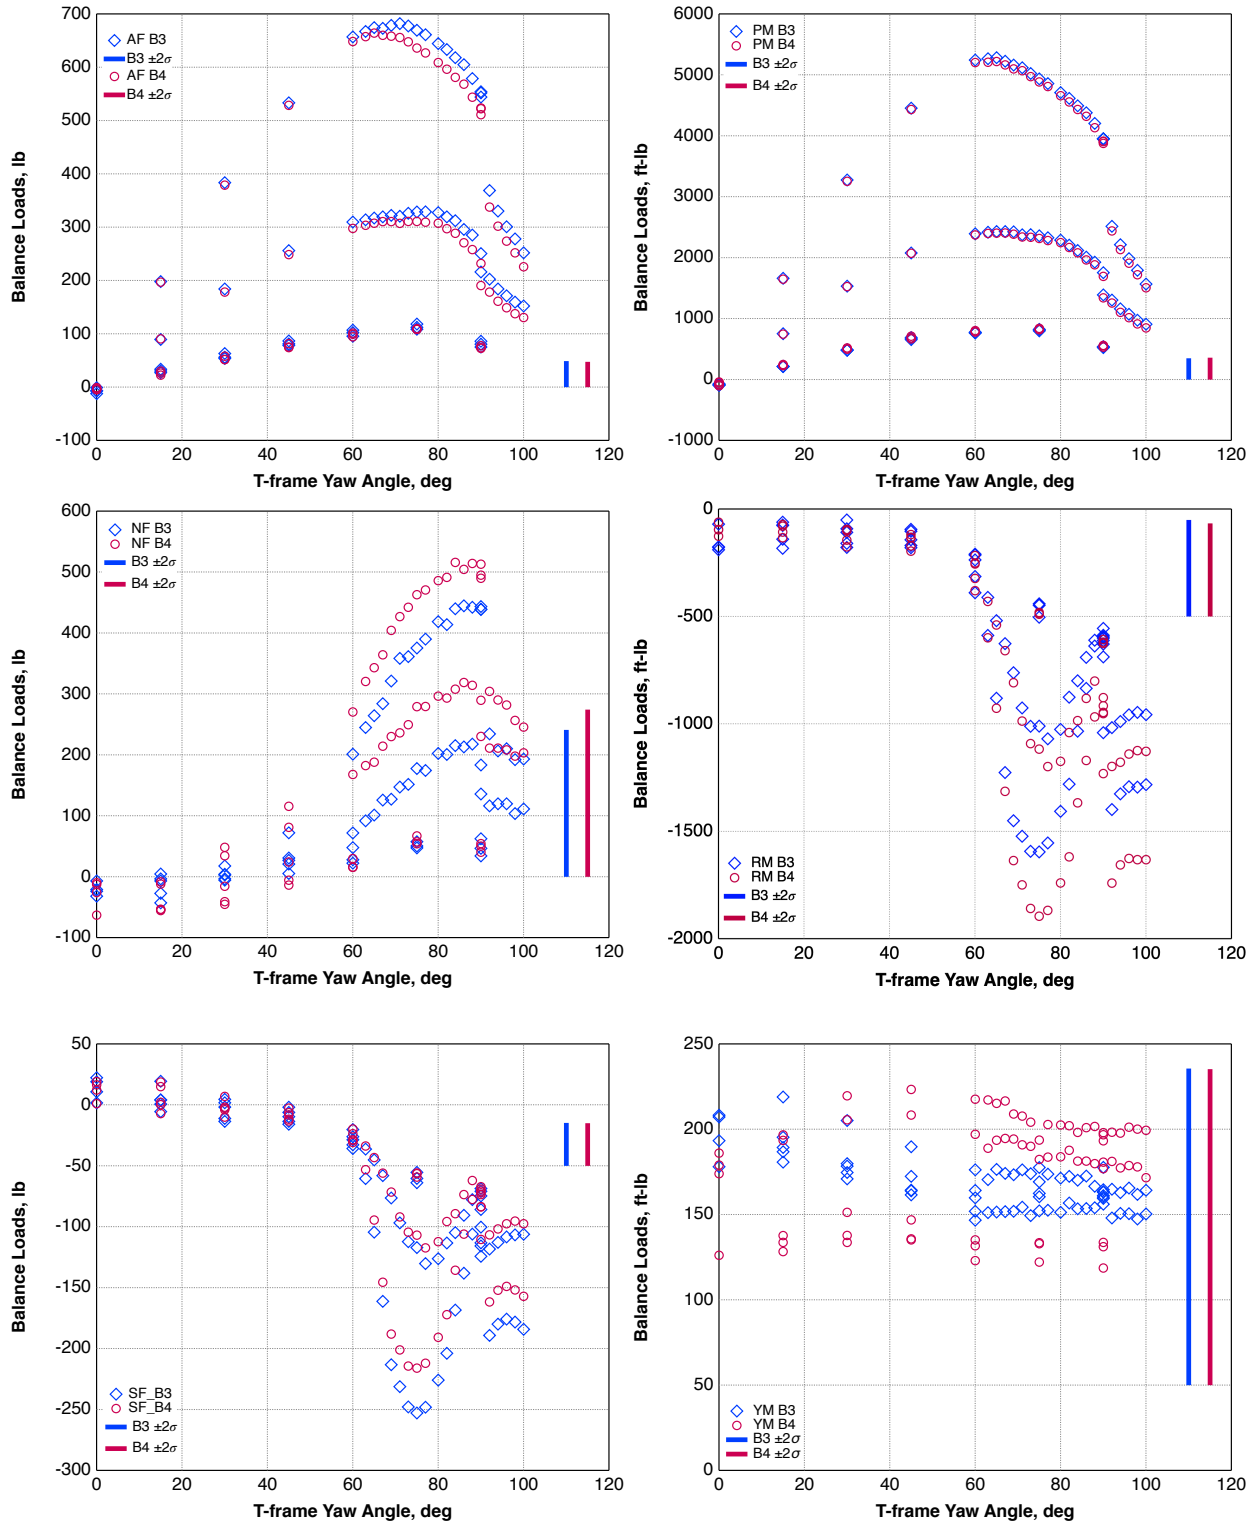 700
600
500
400
300
200
100
0
-100
0 20 40 60 80 100 120
Balance Loads, lb
T-frame Yaw Angle, deg
AF B3
B3 ±2σ
AF B4
B4 ±2σ
6000
5000
4000
3000
2000
1000
0
-1000
0 20 40 60 80 100 120
Balance Loads, ft-lb
T-frame Yaw Angle, deg
PM B3
PM B4
B3 ±2σ
B4 ±2σ
600
500
400
300
200
100
0
-100
0 20 40 60 80 100 120
Balance Loads, lb
T-frame Yaw Angle, deg
NF B3
NF B4
B3 ±2σ
B4 ±2σ
0
-500
-1000
-1500
-2000
0 20 40 60 80 100 120
Balance Loads, ft-lb
T-frame Yaw Angle, deg
RM B3
RM B4
B3 ±2σ
B4 ±2σ
50
0
-50
-100
-150
-200
-250
-300
0 20 40 60 80 100 120
Balance Loads, lb
T-frame Yaw Angle, deg
SF_B3
SF_B4
B3 ±2σ
B4 ±2σ
250
200
150
100
50
0
0 20 40 60 80 100 120
Balance Loads, ft-lb
T-frame Yaw Angle, deg
YM B3
YM B4
B3 ±2σ
B4 ±2σ